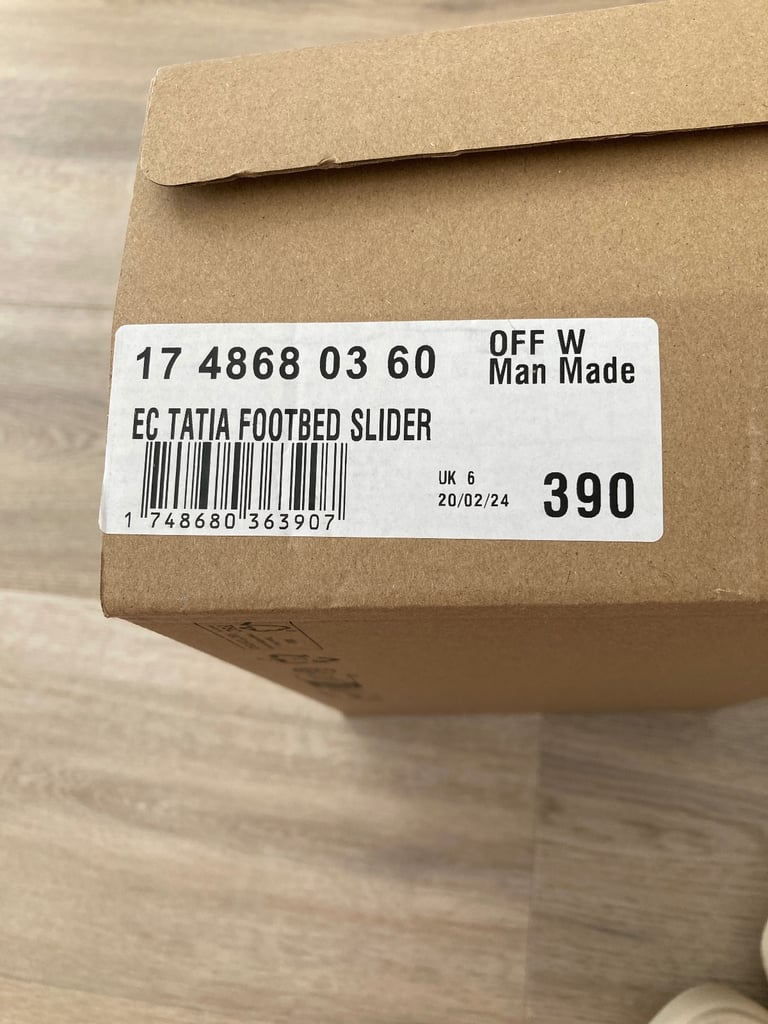 17 4868 03 60
OFF W
Man Made
EC TATIA FOOTBED SLIDER
1 748680 363907
UK 6
20/02/24
390